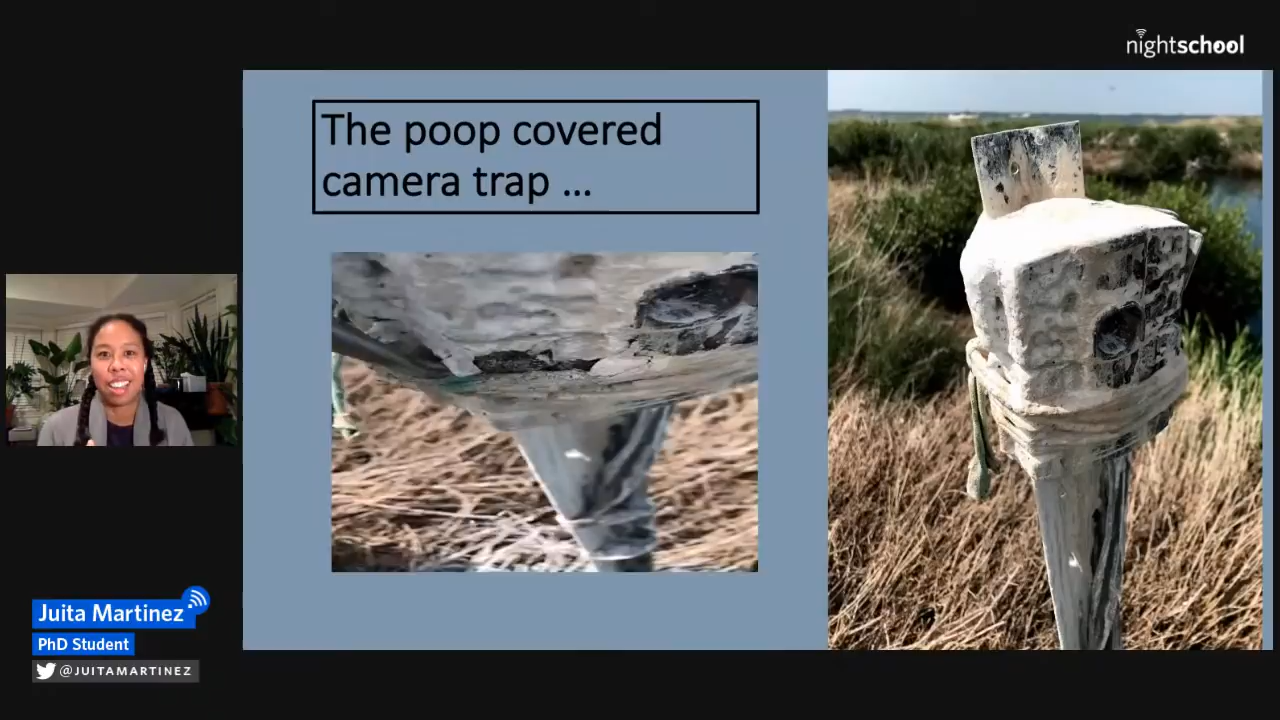 nightschool
The poop covered
camera trap ...
Juita Martinez
PhD Student
@JUITAMARTINEZ